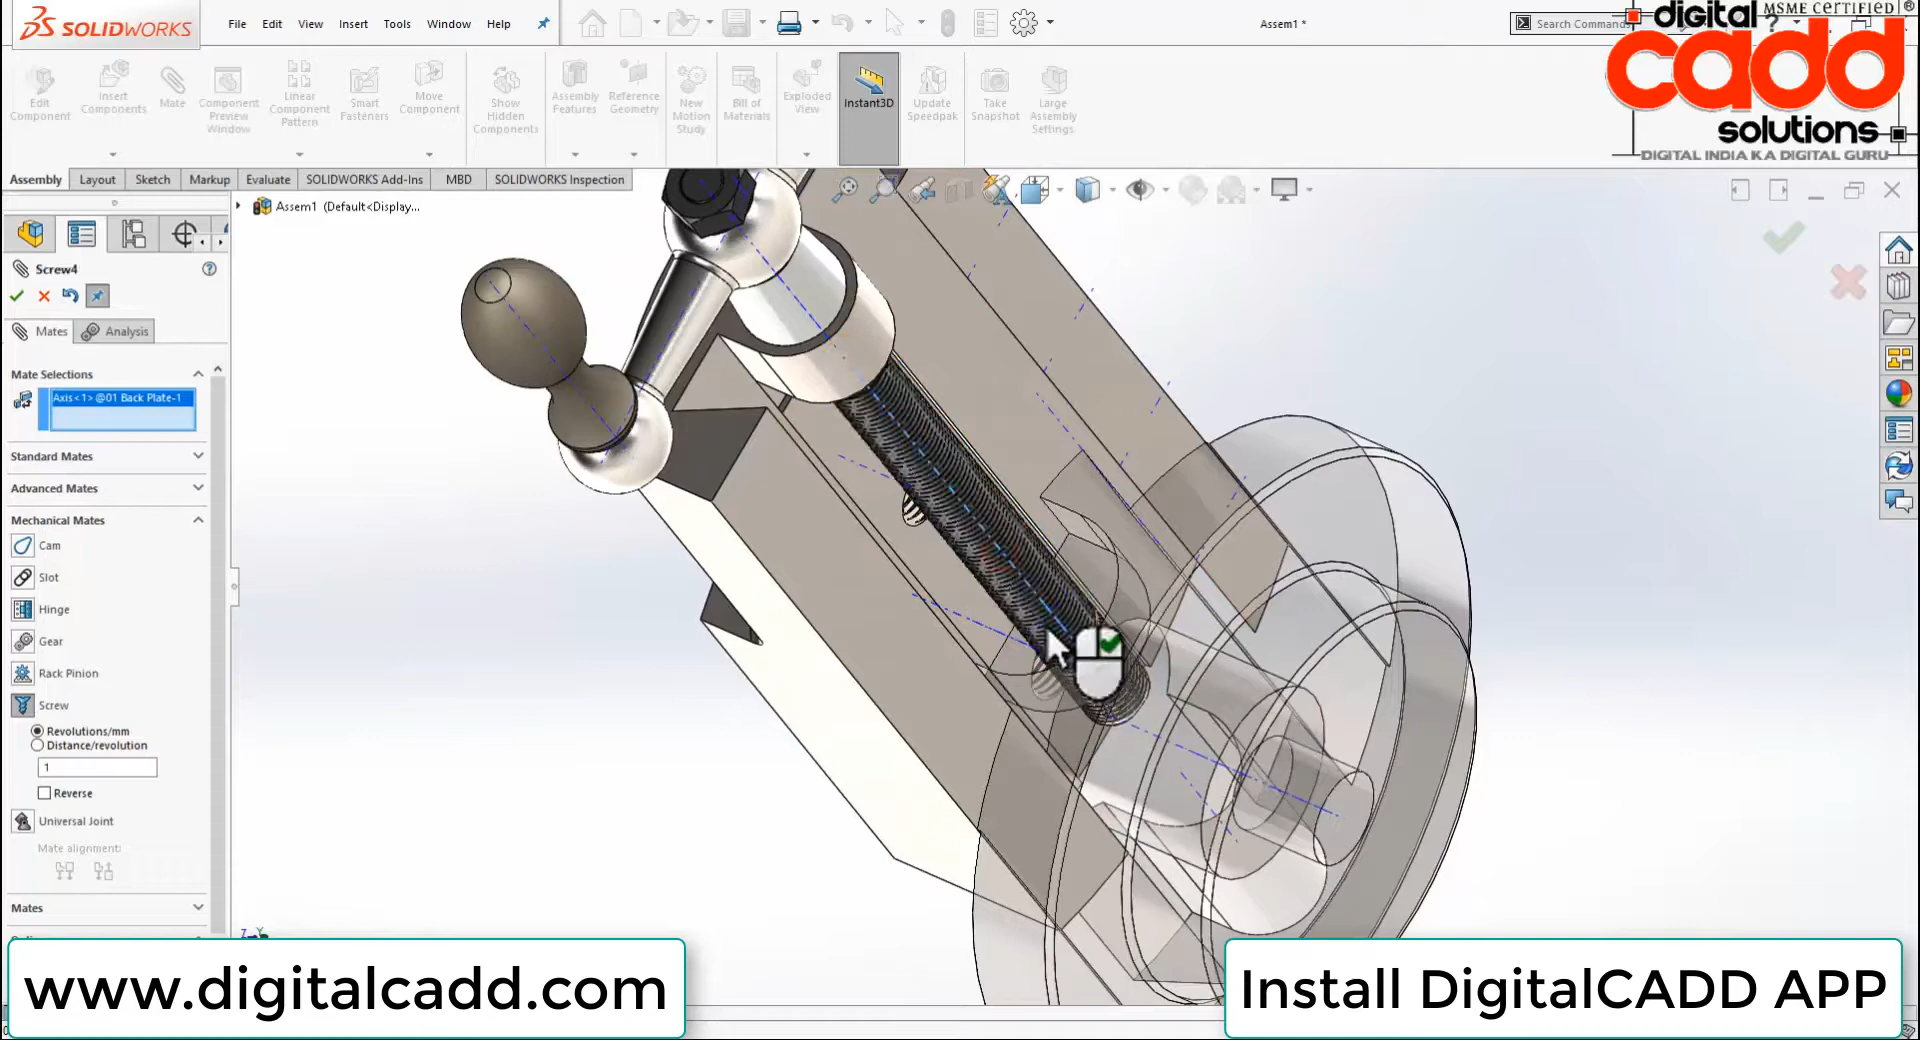 SOLIDWORKS
File Edit View Insert Tools Window Help
Assem1 *
Search Commands
digital
MSME CERTIFIED
®
cadd
solutions
DIGITAL INDIA KA DIGITAL GURU
Edit Component
Insert Components
Mate
Component Preview Window
Linear Component Pattern
Smart Fasteners
Move Component
Show Hidden Components
Assembly Features
Reference Geometry
New Motion Study
Bill of Materials
Exploded View
Instant3D
Update Speedpak
Take Snapshot
Large Assembly Settings
Assembly Layout Sketch Markup Evaluate SOLIDWORKS Add-Ins MBD SOLIDWORKS Inspection
Assem1 (Default<Display...
Screw4
Mates Analysis
Mate Selections
Axis<1>@01 Back Plate-1
Standard Mates
Advanced Mates
Mechanical Mates
Cam
Slot
Hinge
Gear
Rack Pinion
Screw
Revolutions/mm
Distance/revolution
1
Reverse
Universal Joint
Mate alignment:
Mates
Z Y
www.digitalcadd.com
Install DigitalCADD APP